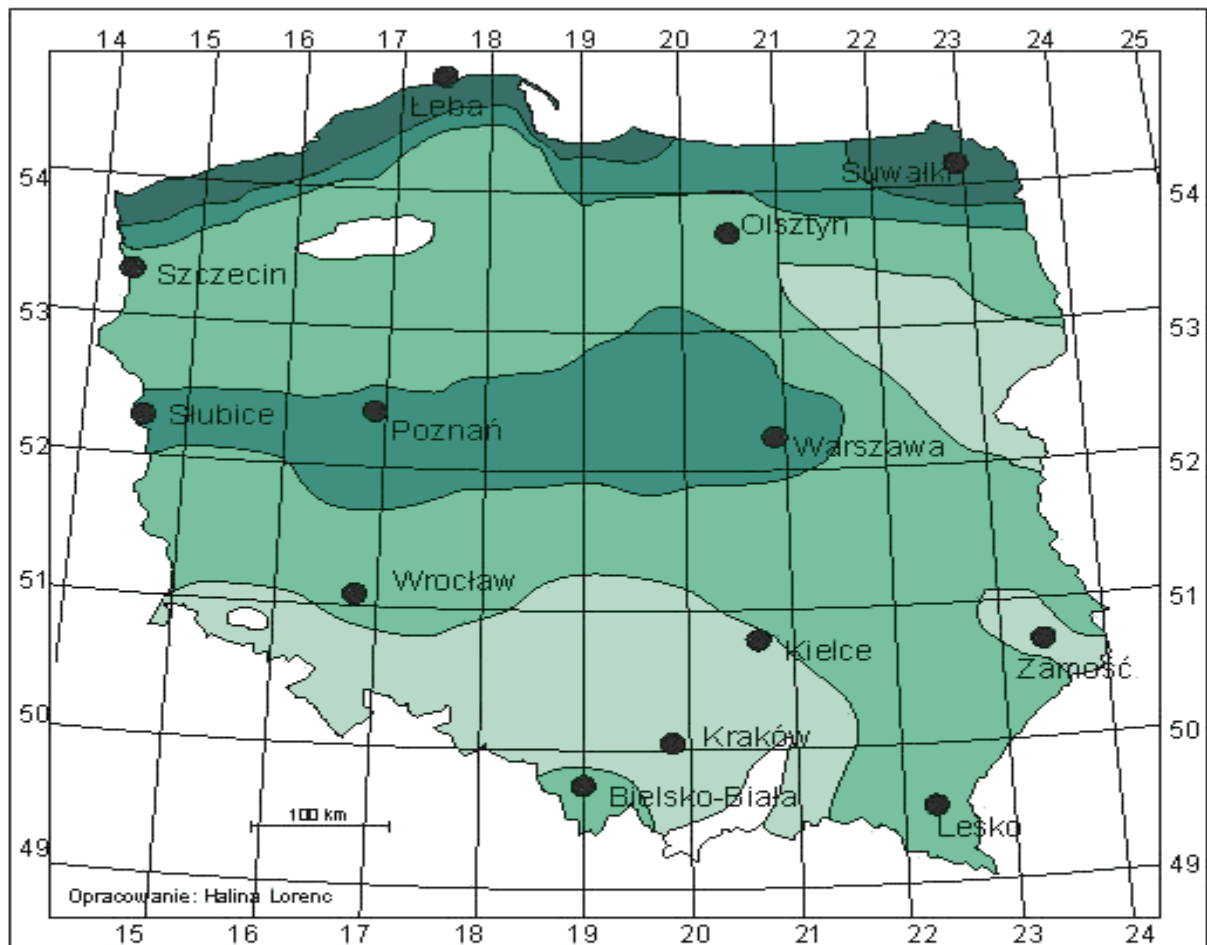 14 15 16 17 18 19 20 21 22 23 24 25
Łeba
54 Suwałki 54
Olsztyn
Szczecin
53 53
Słubice Poznań Warszawa
52 52
51 Wrocław 51
Kielce Zamość
50 Kraków 50
Bielsko-Biała
100 km Lesko
49 49
Opracowanie: Halina Lorenc
15 16 17 18 19 20 21 22 23 24